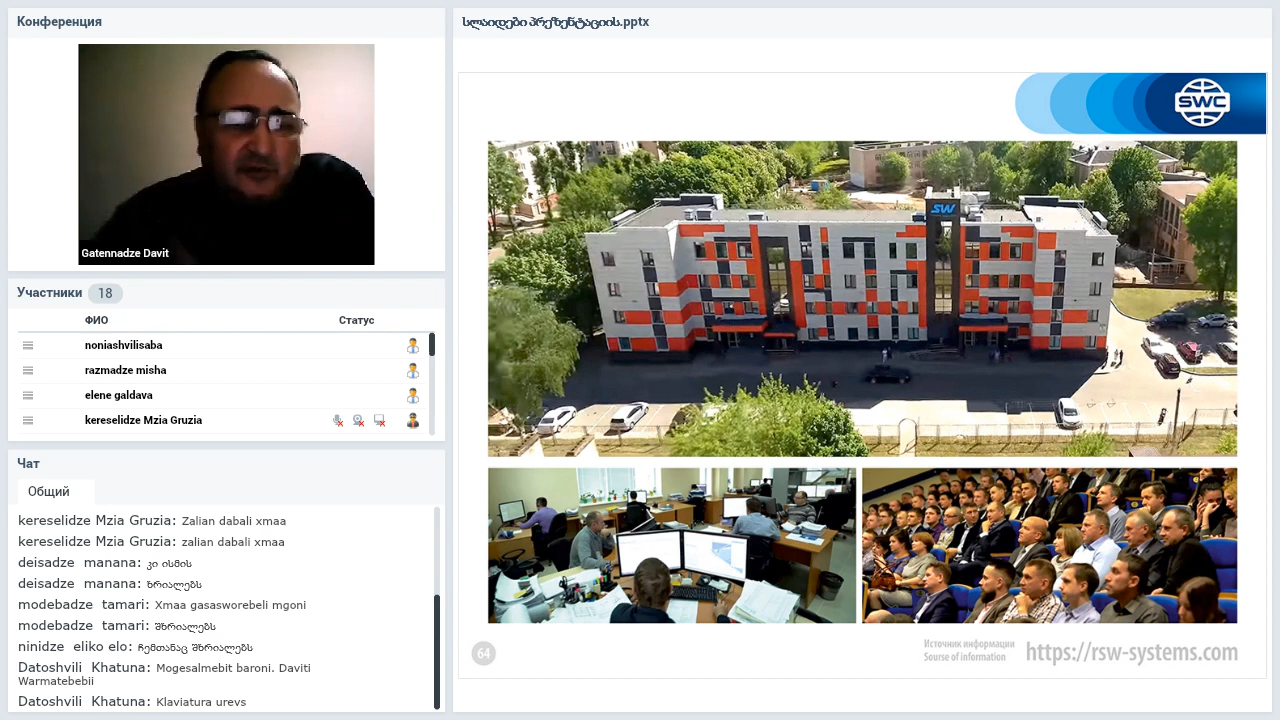 Конференция
Gatennadze Davit
Участники 18
ФИО Статус
noniashvilisaba
razmadze misha
elene galdava
kereselidze Mzia Gruzia
Чат
Общий
kereselidze Mzia Gruzia: Zalian dabali xmaa
kereselidze Mzia Gruzia: zalian dabali xmaa
deisadze manana: კი ისმის
deisadze manana: ხრიალებს
modebadze tamari: Xmaa gasasworebeli mgoni
modebadze tamari: შხრიალებს
ninidze eliko elo: ჩემთანაც შხრიალებს
Datoshvili Khatuna: Mogesalmebit baroni. Daviti
Warmatebebii
Datoshvili Khatuna: Klaviatura urevs
სლაიდები პრეზენტაციის.pptx
SWC
SW
64
Источник информации
Sourse of information
https://rsw-systems.com